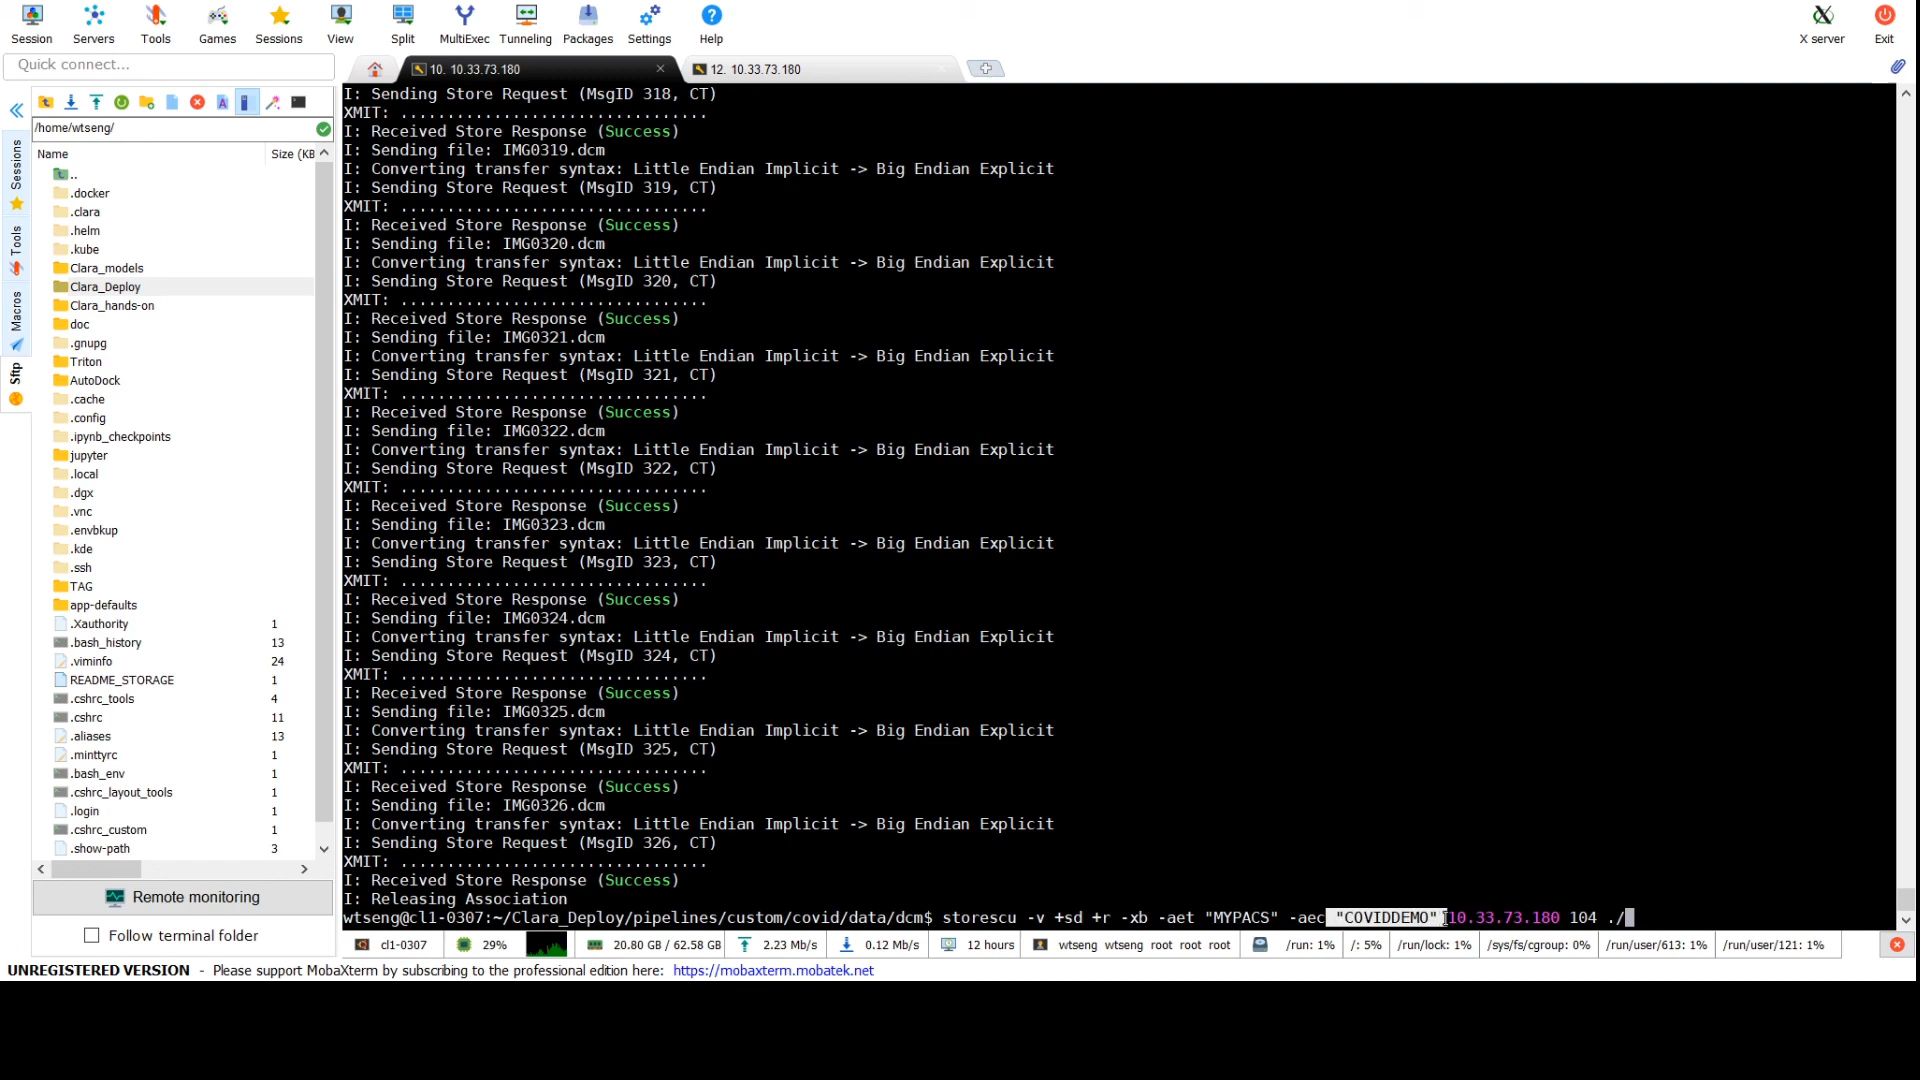 Session Servers Tools Games Sessions View Split MultiExec Tunneling Packages Settings Help X server Exit
Quick connect...
10. 10.33.73.180
12. 10.33.73.180
Sessions
Tools
Macros
Sftp
/home/wtseng/
Name Size (KB
..
.docker
.clara
.helm
.kube
Clara_models
Clara_Deploy
Clara_hands-on
doc
.gnupg
Triton
AutoDock
.cache
.config
.ipynb_checkpoints
jupyter
.local
.dgx
.vnc
.envbkup
.kde
.ssh
TAG
app-defaults
.Xauthority 1
.bash_history 13
.viminfo 24
README_STORAGE 1
.cshrc_tools 4
.cshrc 11
.aliases 13
.minttyrc 1
.bash_env 1
.cshrc_layout_tools 1
.login 1
.cshrc_custom 1
.show-path 3
Remote monitoring
Follow terminal folder
I: Sending Store Request (MsgID 318, CT)
XMIT: .................................
I: Received Store Response (Success)
I: Sending file: IMG0319.dcm
I: Converting transfer syntax: Little Endian Implicit -> Big Endian Explicit
I: Sending Store Request (MsgID 319, CT)
XMIT: .................................
I: Received Store Response (Success)
I: Sending file: IMG0320.dcm
I: Converting transfer syntax: Little Endian Implicit -> Big Endian Explicit
I: Sending Store Request (MsgID 320, CT)
XMIT: .................................
I: Received Store Response (Success)
I: Sending file: IMG0321.dcm
I: Converting transfer syntax: Little Endian Implicit -> Big Endian Explicit
I: Sending Store Request (MsgID 321, CT)
XMIT: .................................
I: Received Store Response (Success)
I: Sending file: IMG0322.dcm
I: Converting transfer syntax: Little Endian Implicit -> Big Endian Explicit
I: Sending Store Request (MsgID 322, CT)
XMIT: .................................
I: Received Store Response (Success)
I: Sending file: IMG0323.dcm
I: Converting transfer syntax: Little Endian Implicit -> Big Endian Explicit
I: Sending Store Request (MsgID 323, CT)
XMIT: .................................
I: Received Store Response (Success)
I: Sending file: IMG0324.dcm
I: Converting transfer syntax: Little Endian Implicit -> Big Endian Explicit
I: Sending Store Request (MsgID 324, CT)
XMIT: .................................
I: Received Store Response (Success)
I: Sending file: IMG0325.dcm
I: Converting transfer syntax: Little Endian Implicit -> Big Endian Explicit
I: Sending Store Request (MsgID 325, CT)
XMIT: .................................
I: Received Store Response (Success)
I: Sending file: IMG0326.dcm
I: Converting transfer syntax: Little Endian Implicit -> Big Endian Explicit
I: Sending Store Request (MsgID 326, CT)
XMIT: .................................
I: Received Store Response (Success)
I: Releasing Association
wtseng@cl1-0307:~/Clara_Deploy/pipelines/custom/covid/data/dcm$ storescu -v +sd +r -xb -aet "MYPACS" -aec "COVIDDEMO" 10.33.73.180 104 ./
cl1-0307 29% 20.80 GB / 62.58 GB 2.23 Mb/s 0.12 Mb/s 12 hours wtseng wtseng root root root /run: 1% /: 5% /run/lock: 1% /sys/fs/cgroup: 0% /run/user/613: 1% /run/user/121: 1%
UNREGISTERED VERSION - Please support MobaXterm by subscribing to the professional edition here: https://mobaxterm.mobatek.net